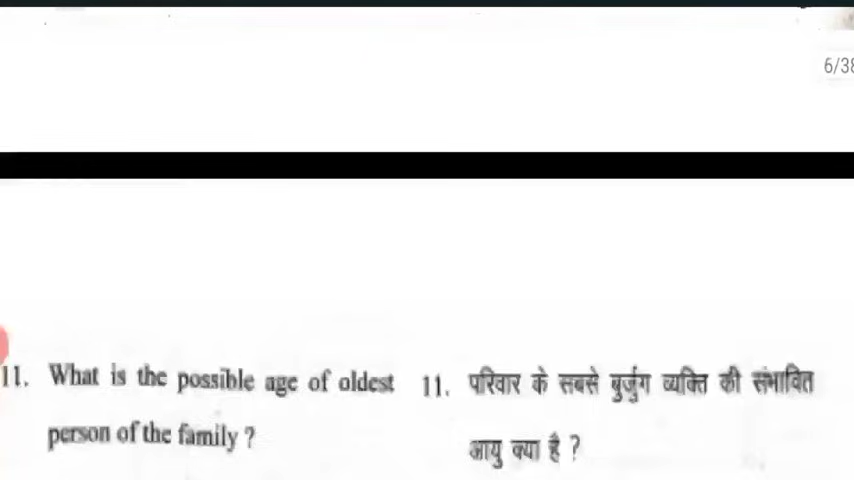 6/38
11. What is the possible age of oldest
person of the family ?
11. परिवार के सबसे बुर्जुग व्यक्ति की संभावित
आयु क्या है ?